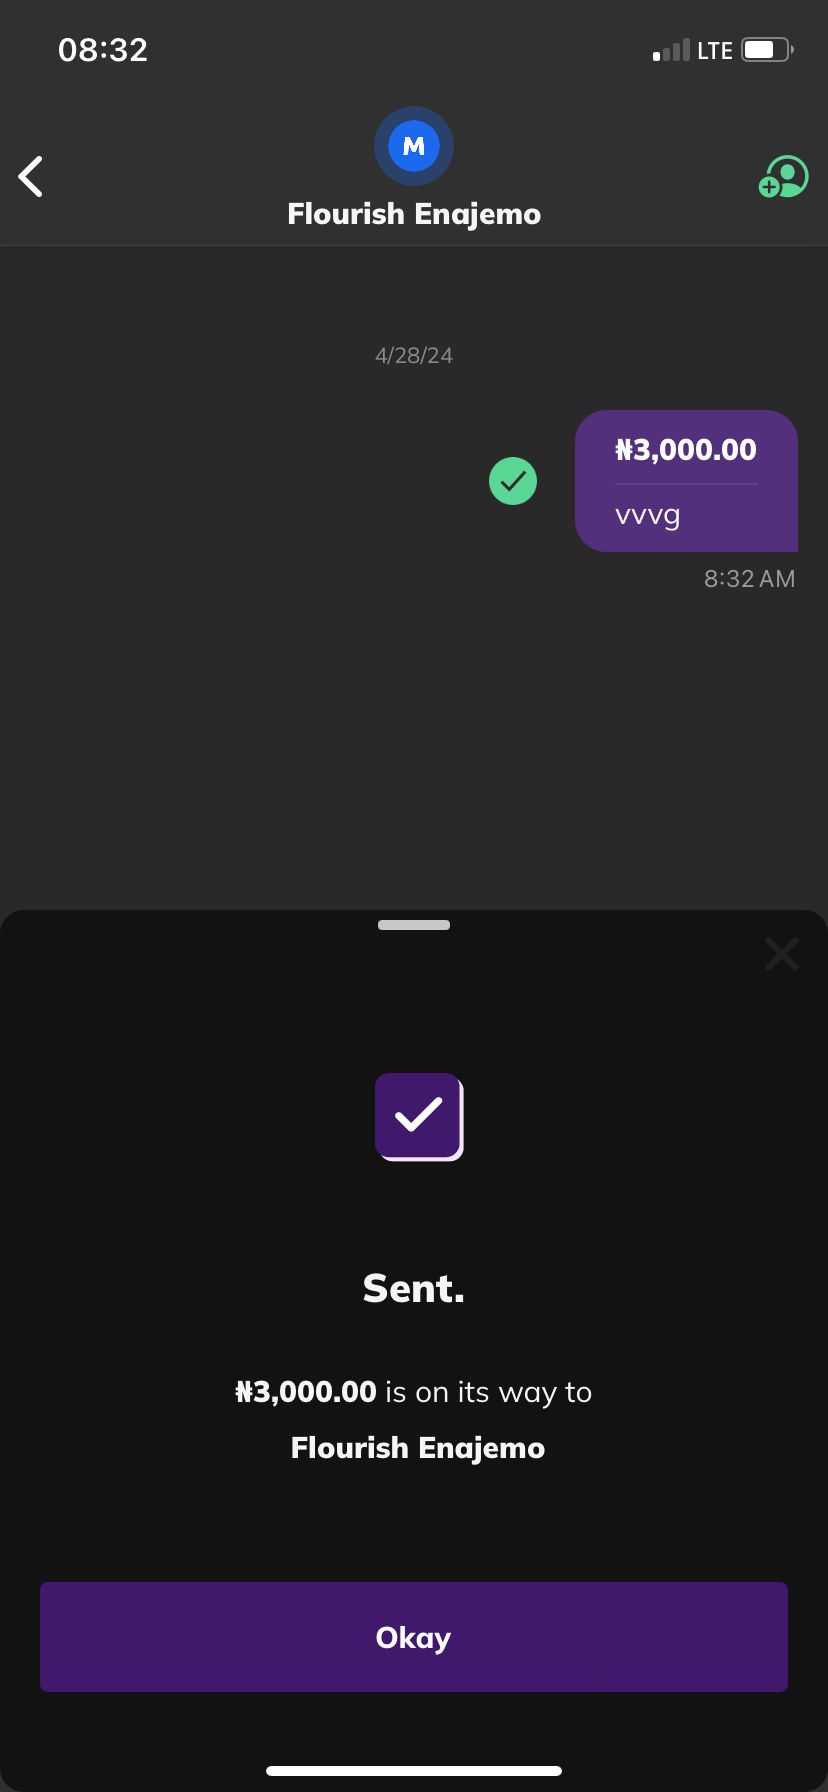 08:32
LTE
M
Flourish Enajemo
4/28/24
₦3,000.00
vvvg
8:32 AM
Sent.
₦3,000.00 is on its way to
Flourish Enajemo
Okay